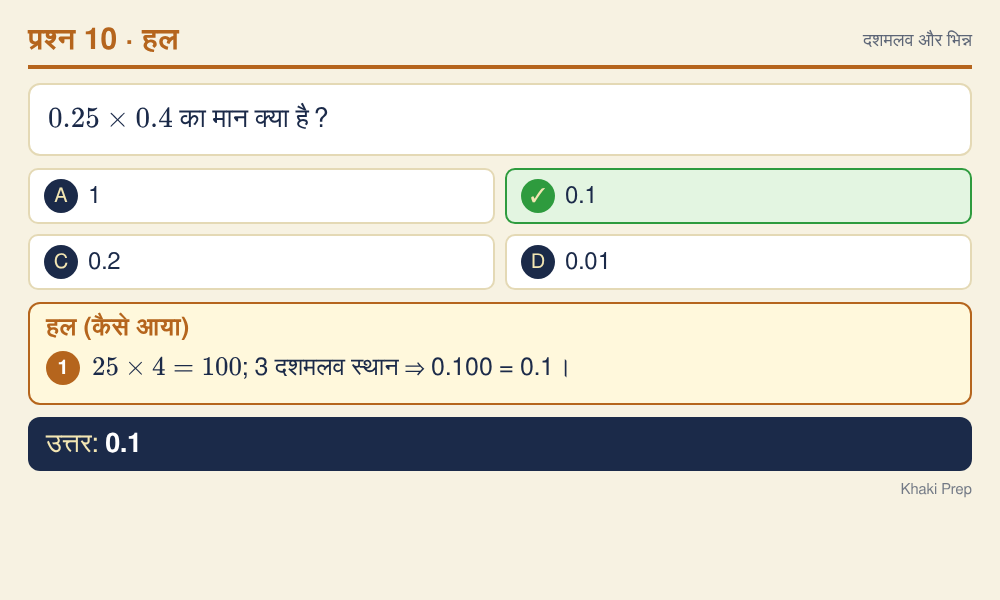 प्रश्न 10 · हल
दशमलव और भिन्न
0.25 × 0.4 का मान क्या है ?
A 1
✓ 0.1
C 0.2
D 0.01
हल (कैसे आया)
1 25 × 4 = 100; 3 दशमलव स्थान ⇒ 0.100 = 0.1 ।
उत्तर: 0.1
Khaki Prep